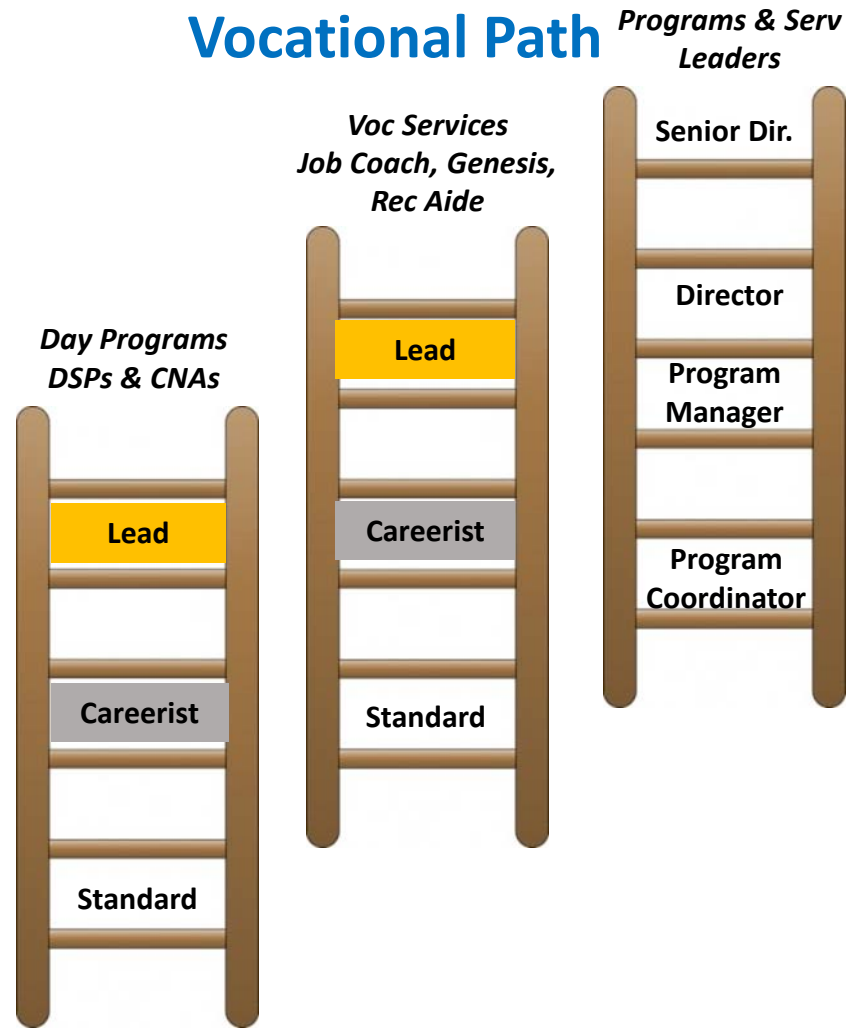 Vocational Path
Programs & Serv
Leaders
Senior Dir.
Director
Program
Manager
Program
Coordinator
Voc Services
Job Coach, Genesis,
Rec Aide
Lead
Careerist
Standard
Day Programs
DSPs & CNAs
Lead
Careerist
Standard